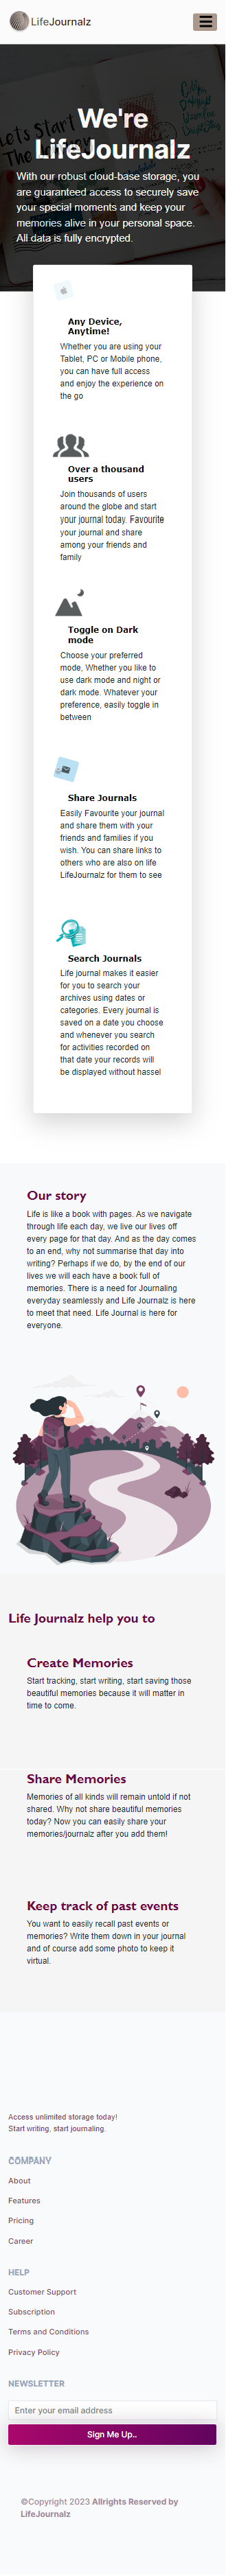 LifeJournalz
We're
LifeJournalz
With our robust cloud-base storage, you
are guaranteed access to securely save
your special moments and keep your
memories alive in your personal space.
All data is fully encrypted.
Any Device,
Anytime!
Whether you are using your
Tablet, PC or Mobile phone,
you can have full access
and enjoy the experience on
the go
Over a thousand
users
Join thousands of users
around the globe and start
your journal today. Favourite
your journal and share
among your friends and
family
Toggle on Dark
mode
Choose your preferred
mode, Whether you like to
use dark mode and night or
dark mode. Whatever your
preference, easily toggle in
between
Share Journals
Easily Favourite your journal
and share them with your
friends and families if you
wish. You can share links to
others who are also on life
LifeJournalz for them to see
Search Journals
Life journal makes it easier
for you to search your
archives using dates or
categories. Every journal is
saved on a date you choose
and whenever you search
for activities recorded on
that date your records will
be displayed without hassel
Our story
Life is like a book with pages. As we navigate
through life each day, we live our lives off
every page for that day. And as the day comes
to an end, why not summarise that day into
writing? Perhaps if we do, by the end of our
lives we will each have a book full of
memories. There is a need for Journaling
everyday seamlessly and Life Journalz is here
to meet that need. Life Journal is here for
everyone.
Life Journalz help you to
Create Memories
Start tracking, start writing, start saving those
beautiful memories because it will matter in
time to come.
Share Memories
Memories of all kinds will remain untold if not
shared. Why not share beautiful memories
today? Now you can easily share your
memories/journalz after you add them!
Keep track of past events
You want to easily recall past events or
memories? Write them down in your journal
and of course add some photo to keep it
virtual.
Access unlimited storage today!
Start writing, start journaling.
COMPANY
About
Features
Pricing
Career
HELP
Customer Support
Subscription
Terms and Conditions
Privacy Policy
NEWSLETTER
Enter your email address
Sign Me Up..
©Copyright 2023 Allrights Reserved by
LifeJournalz